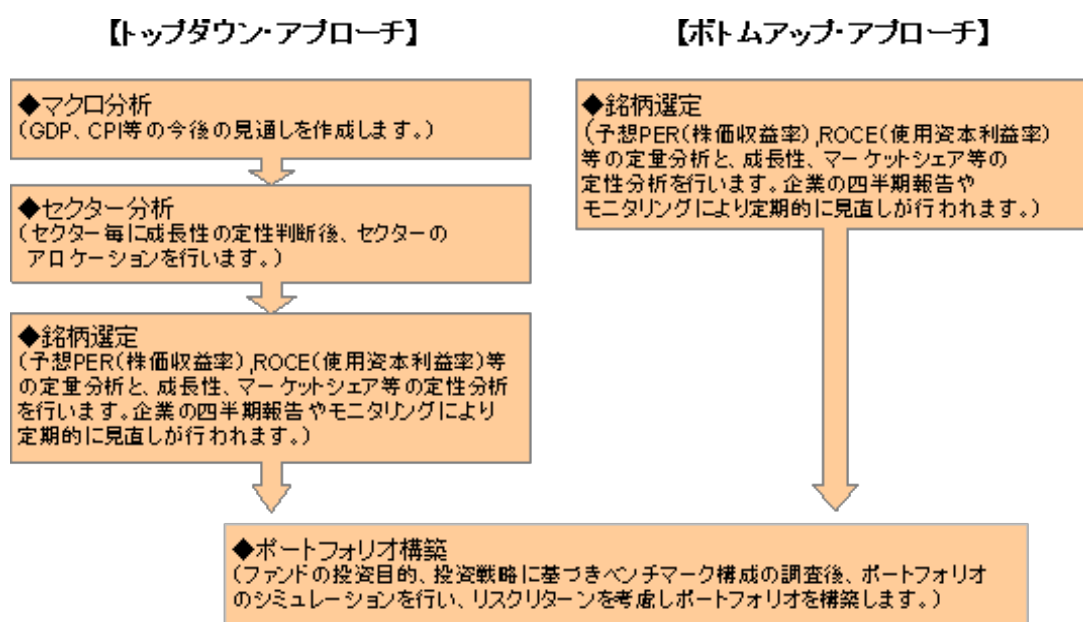 【トップダウン・アプローチ】
◆マクロ分析
(GDP、CPI等の今後の見通しを作成します。)
◆セクター分析
(セクター毎に成長性の定性判断後、セクターの
アロケーションを行います。)
◆銘柄選定
(予想PER(株価収益率),ROCE(使用資本利益率)等
の定量分析と、成長性、マーケットシェア等の定性分析
を行います。企業の四半期報告やモニタリングにより
定期的に見直しが行われます。)
【ボトムアップ・アプローチ】
◆銘柄選定
(予想PER(株価収益率),ROCE(使用資本利益率)
等の定量分析と、成長性、マーケットシェア等の
定性分析を行います。企業の四半期報告や
モニタリングにより定期的に見直しが行われます。)
◆ポートフォリオ構築
(ファンドの投資目的、投資戦略に基づきベンチマーク構成の調査後、ポートフォリオ
のシミュレーションを行い、リスクリターンを考慮しポートフォリオを構築します。)